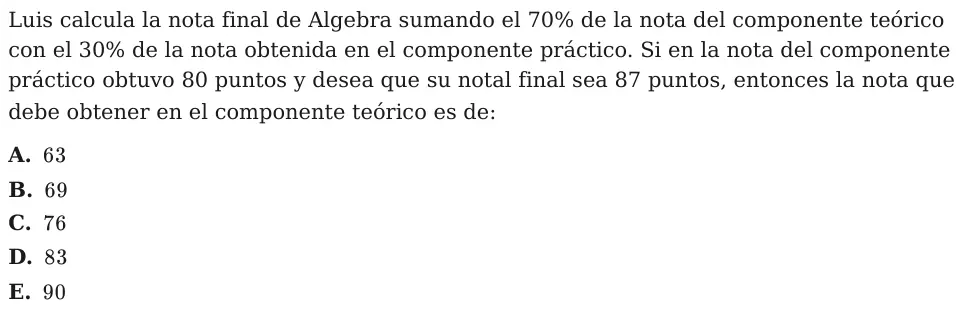 Luis calcula la nota final de Algebra sumando el 70% de la nota del componente teórico
con el 30% de la nota obtenida en el componente práctico. Si en la nota del componente
práctico obtuvo 80 puntos y desea que su notal final sea 87 puntos, entonces la nota que
debe obtener en el componente teórico es de:
A. 63
B. 69
C. 76
D. 83
E. 90